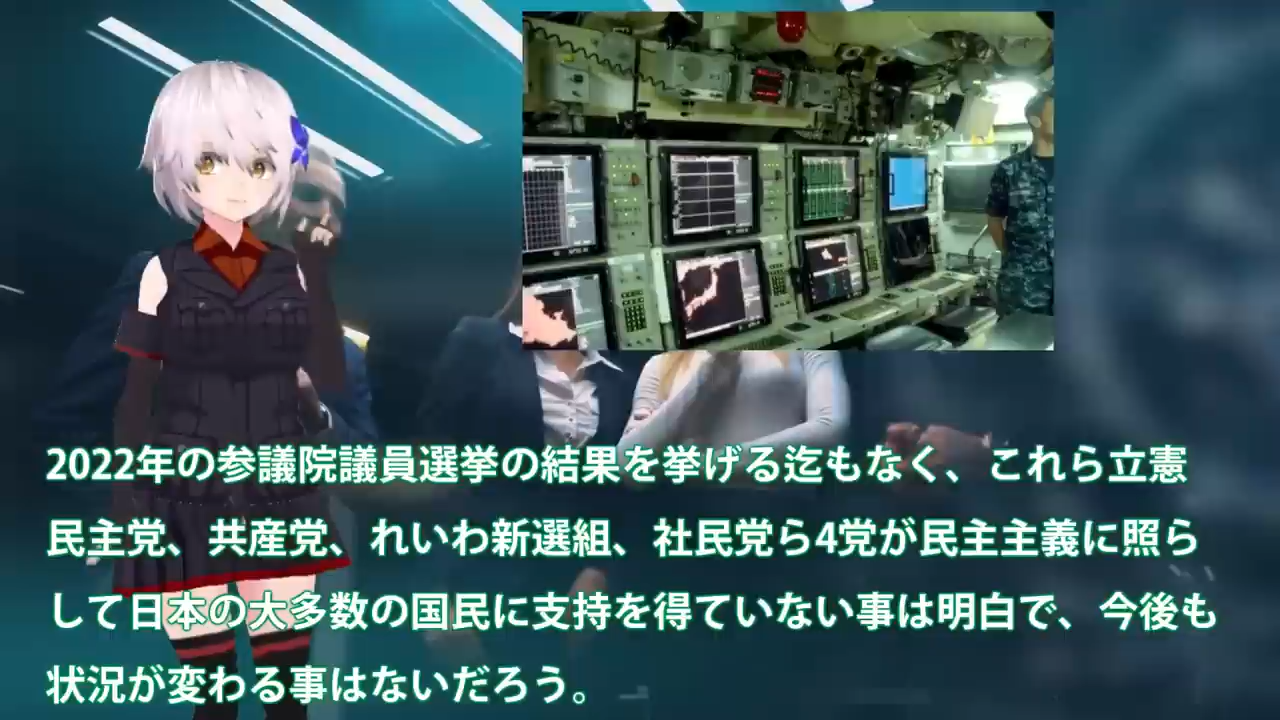 2022年の参議院議員選挙の結果を挙げる迄もなく、これら立憲
民主党、共産党、れいわ新選組、社民党ら4党が民主主義に照ら
して日本の大多数の国民に支持を得ていない事は明白で、今後も
状況が変わる事はないだろう。